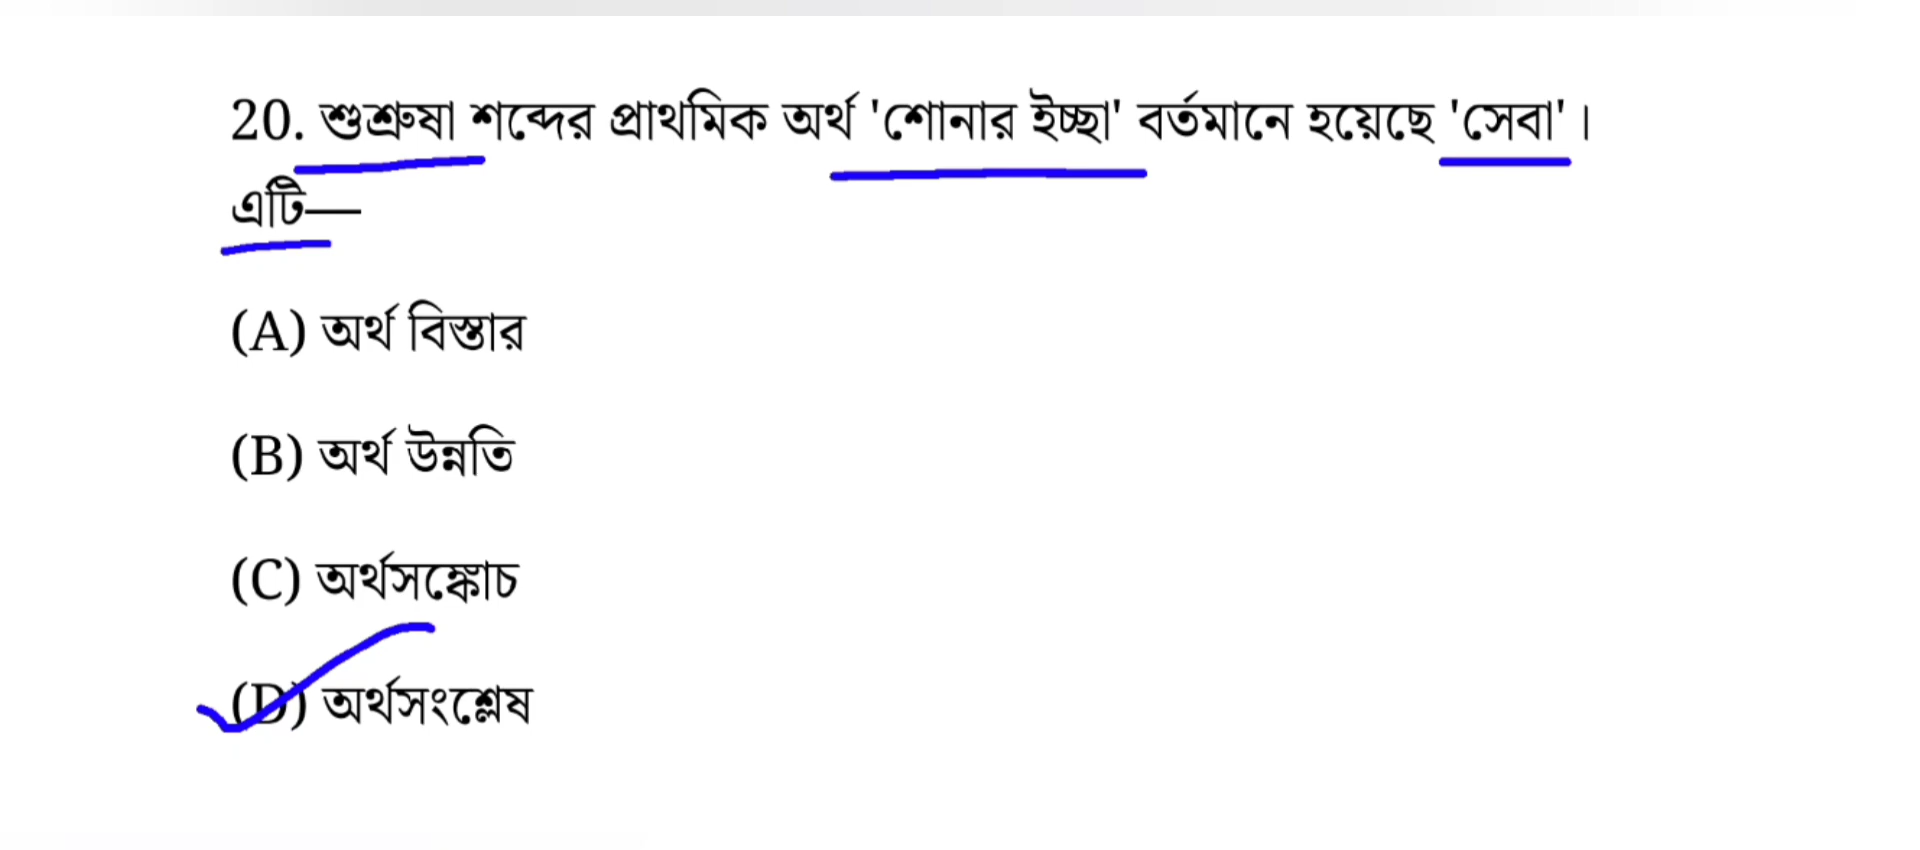 20. শুশ্রুষা শব্দের প্রাথমিক অর্থ 'শোনার ইচ্ছা' বর্তমানে হয়েছে 'সেবা'।
এটি—
(A) অর্থ বিস্তার
(B) অর্থ উন্নতি
(C) অর্থসঙ্কোচ
(D) অর্থসংশ্লেষ